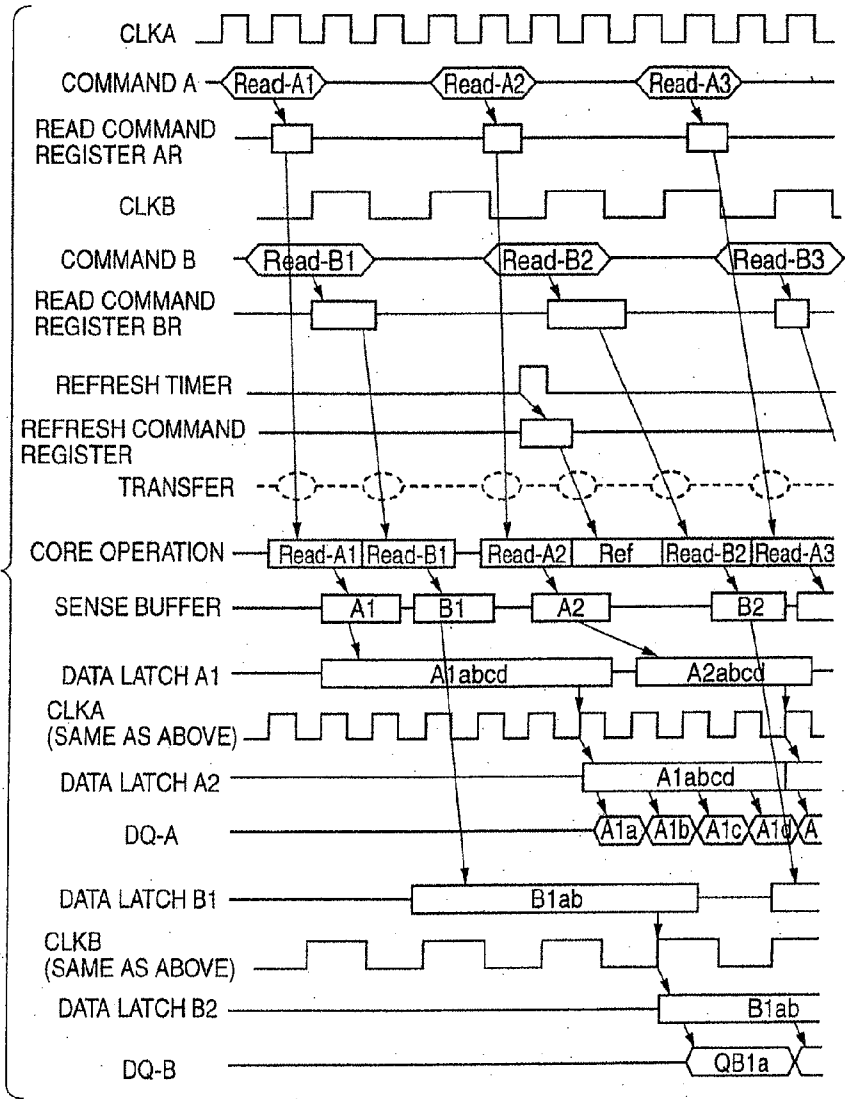 CLKA
COMMAND A Read-A1 Read-A2 Read-A3
READ COMMAND
REGISTER AR
CLKB
COMMAND B Read-B1 Read-B2 Read-B3
READ COMMAND
REGISTER BR
REFRESH TIMER
REFRESH COMMAND
REGISTER
TRANSFER
CORE OPERATION Read-A1 Read-B1 Read-A2 Ref Read-B2 Read-A3
SENSE BUFFER A1 B1 A2 B2
DATA LATCH A1 A1abcd A2abcd
CLKA
(SAME AS ABOVE)
DATA LATCH A2 A1abcd
DQ-A A1a A1b A1c A1d A
DATA LATCH B1 B1ab
CLKB
(SAME AS ABOVE)
DATA LATCH B2 B1ab
DQ-B QB1a